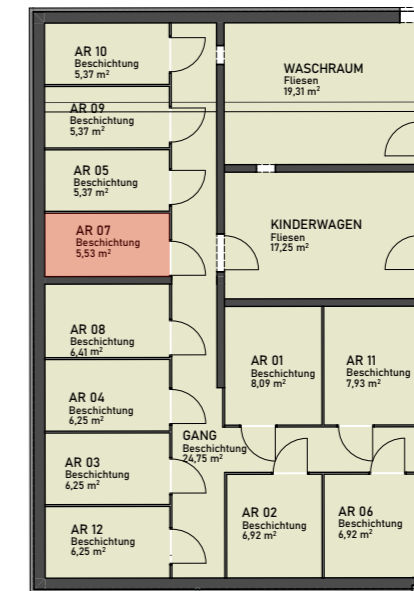 AR 10
Beschichtung
5,37 m²
WASCHRAUM
Fliesen
19,31 m²
AR 09
Beschichtung
5,37 m²
AR 05
Beschichtung
5,37 m²
AR 07
Beschichtung
5,53 m²
KINDERWAGEN
Fliesen
17,25 m²
AR 08
Beschichtung
6,41 m²
AR 01
Beschichtung
8,09 m²
AR 11
Beschichtung
7,93 m²
AR 04
Beschichtung
6,25 m²
GANG
Beschichtung
24,75 m²
AR 03
Beschichtung
6,25 m²
AR 12
Beschichtung
6,25 m²
AR 02
Beschichtung
6,92 m²
AR 06
Beschichtung
6,92 m²